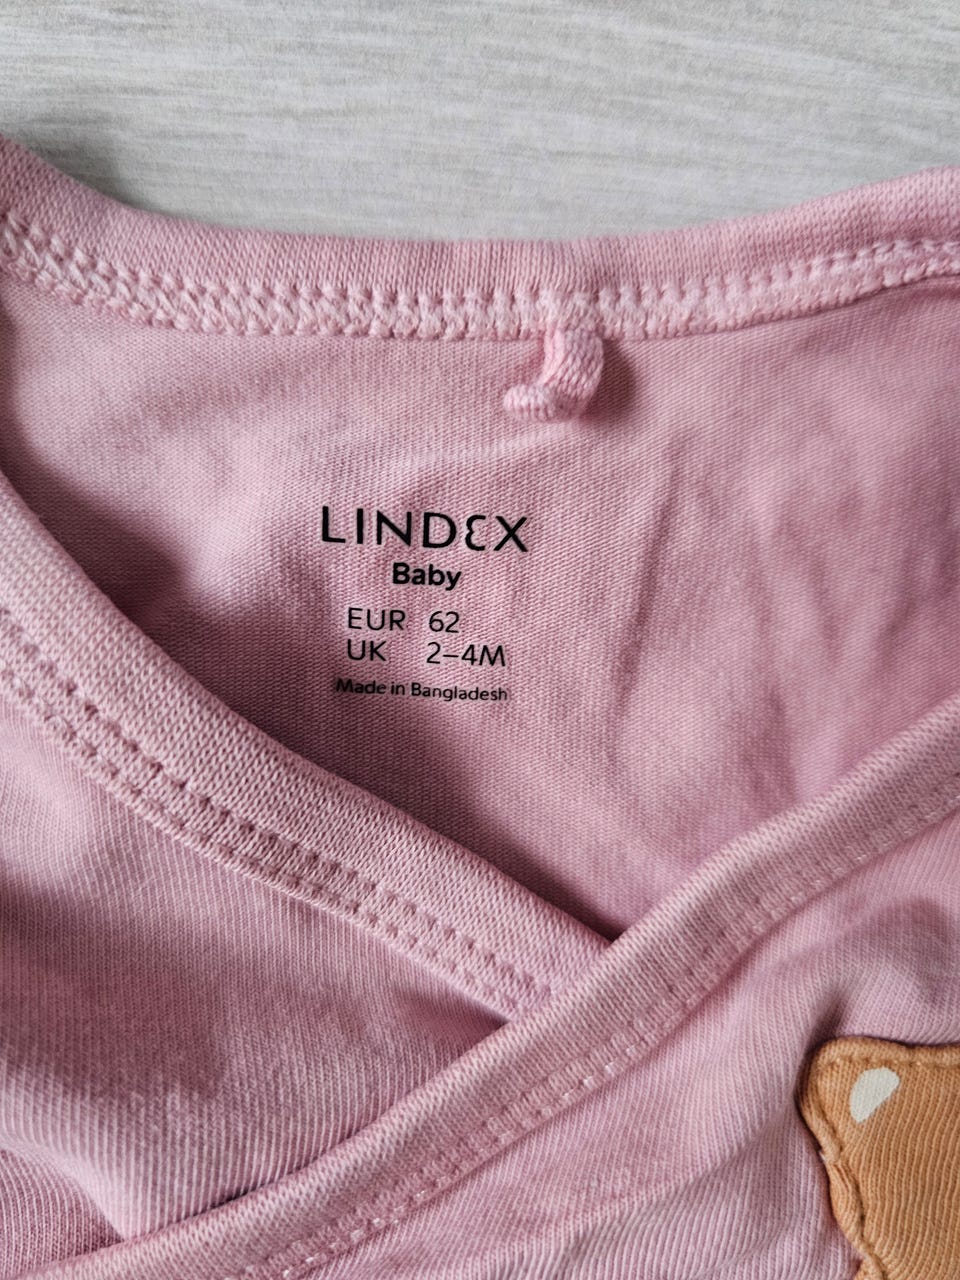 LINDEX
Baby
EUR 62
UK 2–4M
Made in Bangladesh